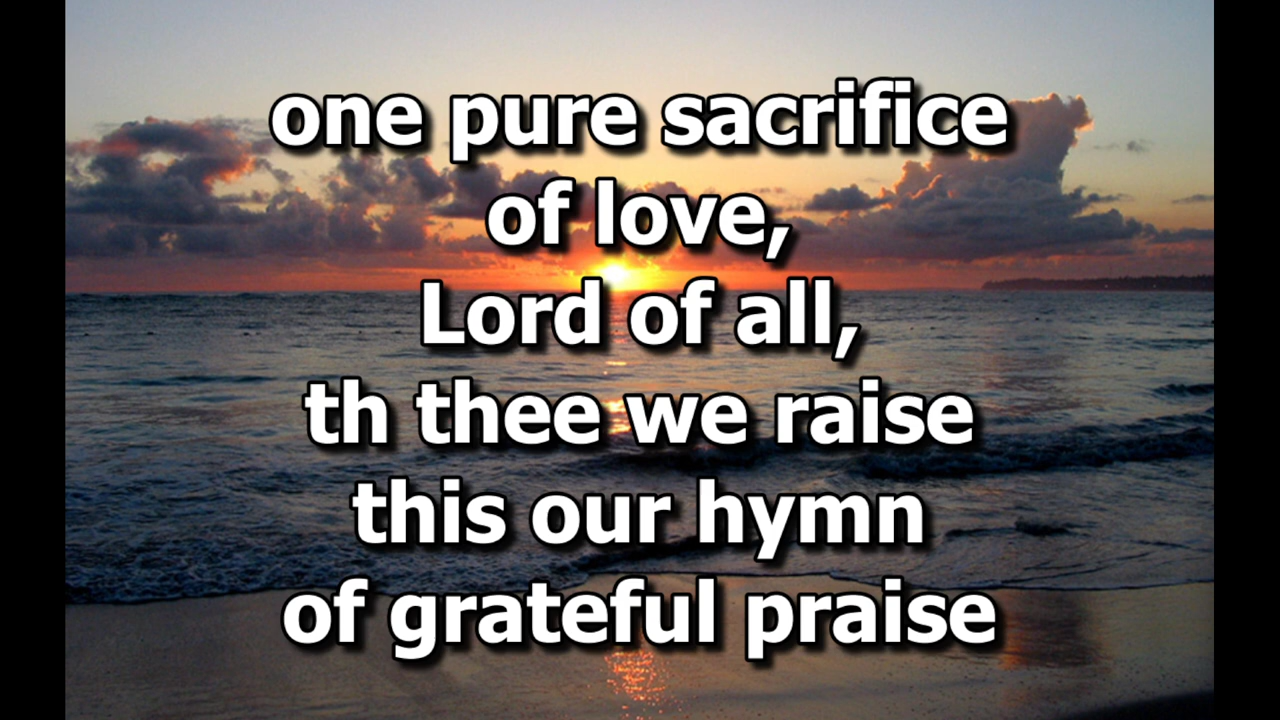 one pure sacrifice
of love,
Lord of all,
th thee we raise
this our hymn
of grateful praise